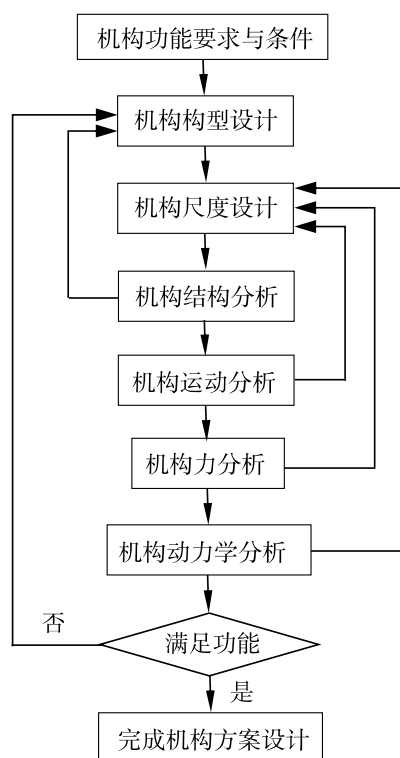 机构功能要求与条件
机构构型设计
机构尺度设计
机构结构分析
机构运动分析
机构力分析
机构动力学分析
否
满足功能
是
完成机构方案设计